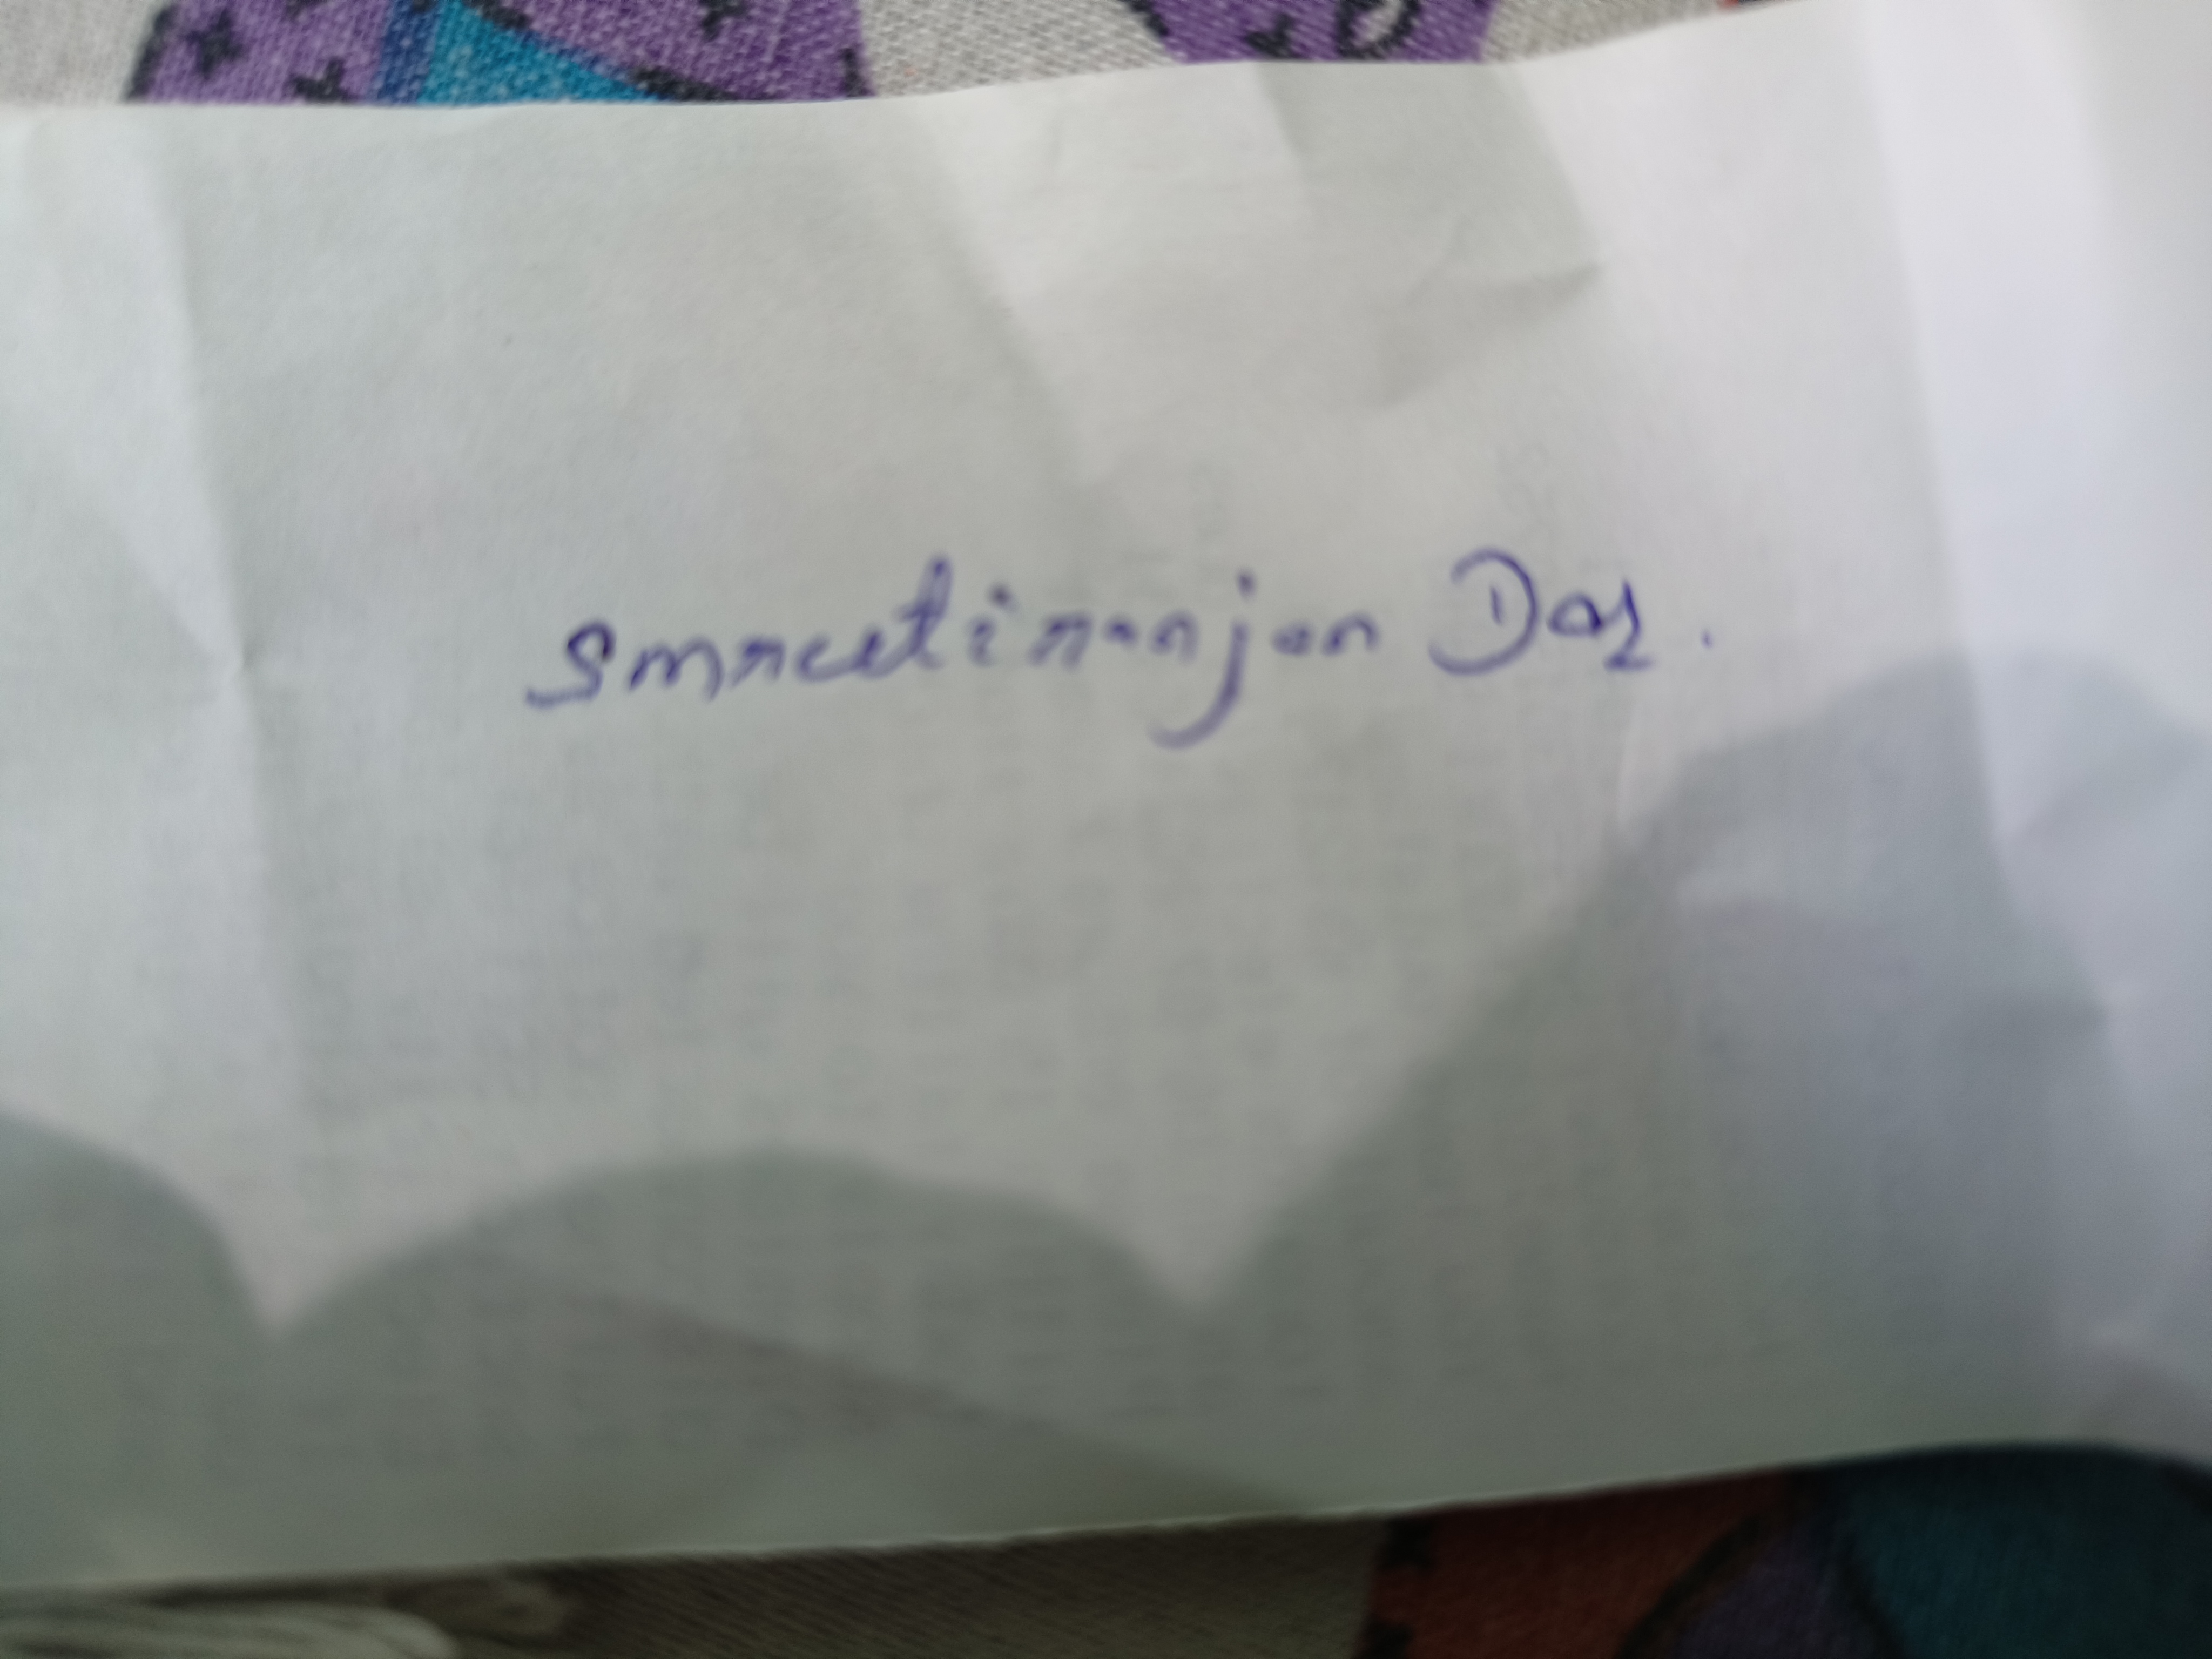 Smrutiranjan Das.